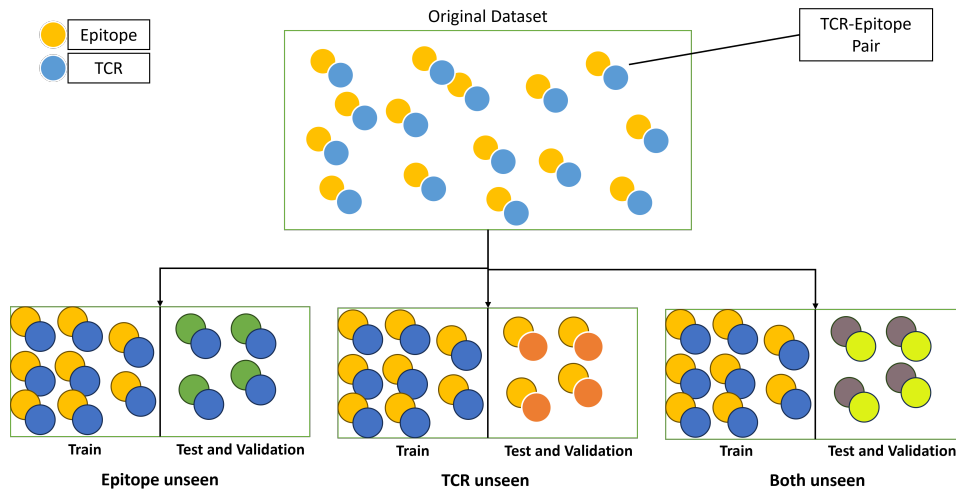 Original Dataset
Epitope
TCR
TCR-Epitope
Pair
Train
Test and Validation
Epitope unseen
Train
Test and Validation
TCR unseen
Train
Test and Validation
Both unseen